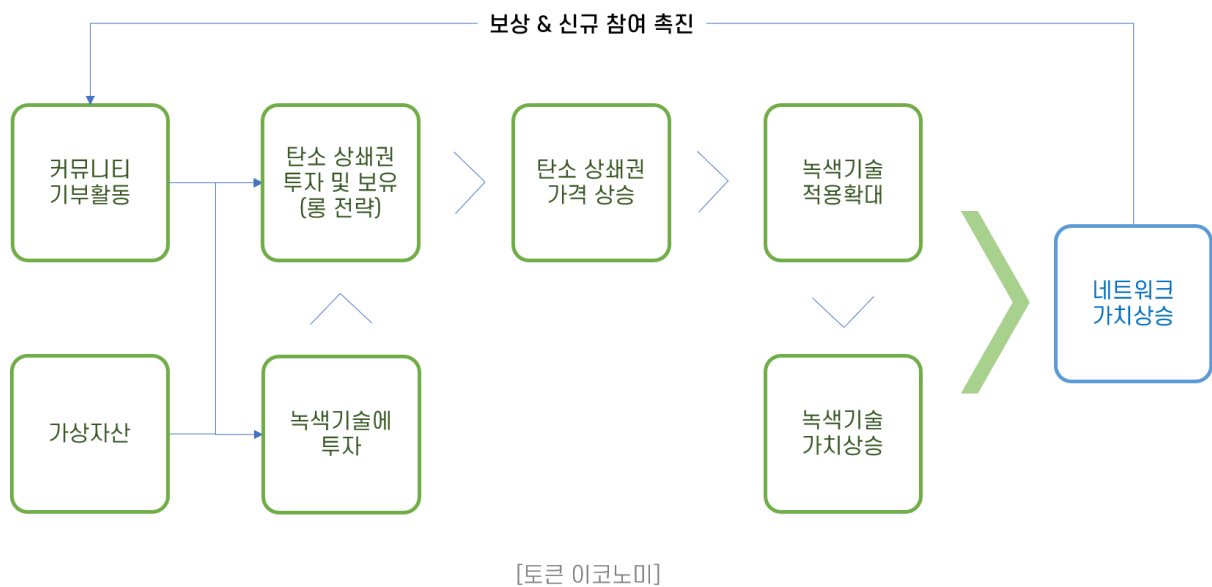 보상 & 신규 참여 촉진
커뮤니티
기부활동
탄소 상쇄권
투자 및 보유
(롱 전략)
탄소 상쇄권
가격 상승
녹색기술
적용확대
네트워크
가치상승
가상자산
녹색기술에
투자
녹색기술
가치상승
[토큰 이코노미]